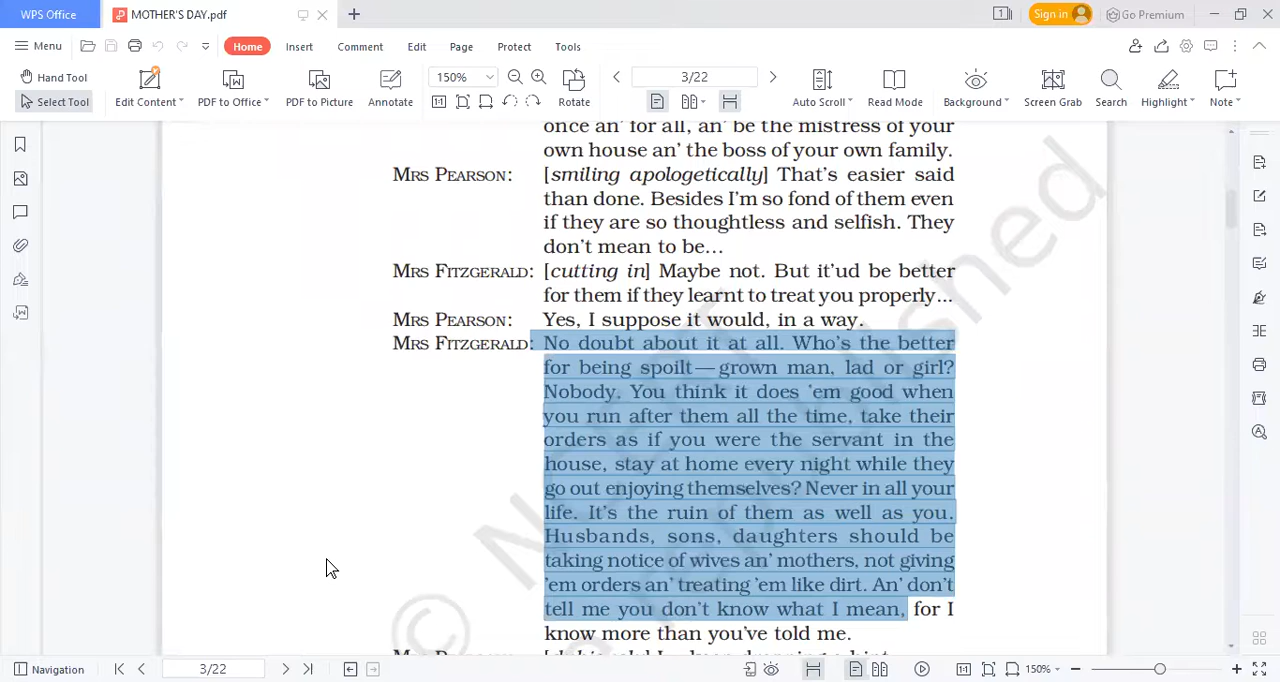 WPS Office
MOTHER'S DAY.pdf
Sign in
Go Premium
Menu
Home
Insert
Comment
Edit
Page
Protect
Tools
Hand Tool
Select Tool
Edit Content
PDF to Office
PDF to Picture
Annotate
150%
Rotate
3/22
Auto Scroll
Read Mode
Background
Screen Grab
Search
Highlight
Note
once an' for all, an' be the mistress of your
own house an' the boss of your own family.
MRS PEARSON: [smiling apologetically] That's easier said
than done. Besides I'm so fond of them even
if they are so thoughtless and selfish. They
don't mean to be...
MRS FITZGERALD: [cutting in] Maybe not. But it'ud be better
for them if they learnt to treat you properly...
MRS PEARSON: Yes, I suppose it would, in a way.
MRS FITZGERALD: No doubt about it at all. Who's the better
for being spoilt—grown man, lad or girl?
Nobody. You think it does 'em good when
you run after them all the time, take their
orders as if you were the servant in the
house, stay at home every night while they
go out enjoying themselves? Never in all your
life. It's the ruin of them as well as you.
Husbands, sons, daughters should be
taking notice of wives an' mothers, not giving
'em orders an' treating 'em like dirt. An' don't
tell me you don't know what I mean, for I
know more than you've told me.
Navigation
3/22
150%